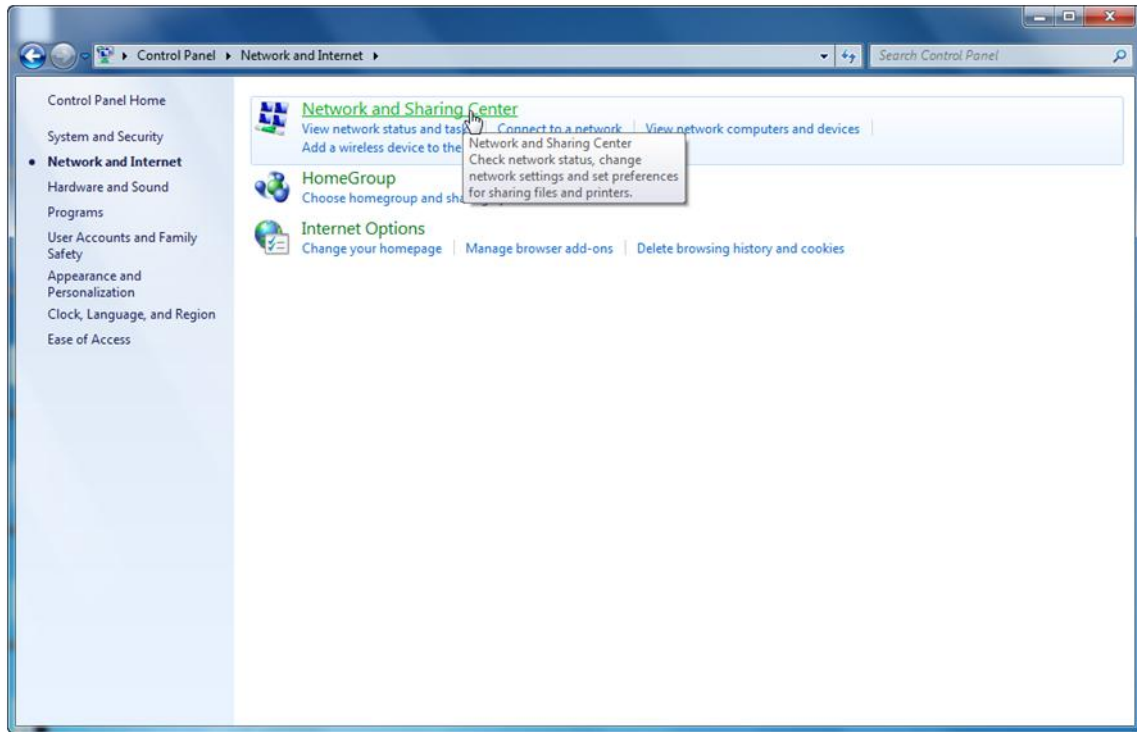 Control Panel Network and Internet
Search Control Panel
Control Panel Home
System and Security
Network and Internet
Hardware and Sound
Programs
User Accounts and Family
Safety
Appearance and
Personalization
Clock, Language, and Region
Ease of Access
Network and Sharing Center
View network status and tas Connect to a network View network computers and devices
Add a wireless device to the
Network and Sharing Center
Check network status, change
network settings and set preferences
for sharing files and printers.
HomeGroup
Choose homegroup and sha
Internet Options
Change your homepage Manage browser add-ons Delete browsing history and cookies